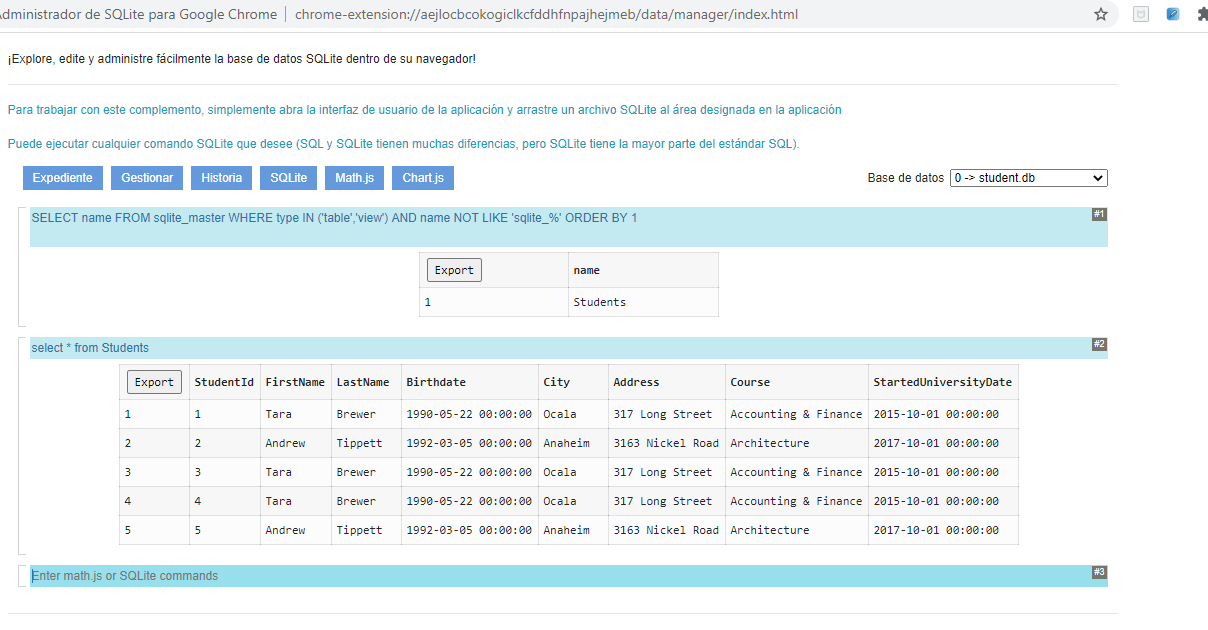 Administrador de SQLite para Google Chrome | chrome-extension://aejlocbcokogiclkcfddhfnpajhejmeb/data/manager/index.html
¡Explore, edite y administre fácilmente la base de datos SQLite dentro de su navegador!
Para trabajar con este complemento, simplemente abra la interfaz de usuario de la aplicación y arrastre un archivo SQLite al área designada en la aplicación
Puede ejecutar cualquier comando SQLite que desee (SQL y SQLite tienen muchas diferencias, pero SQLite tiene la mayor parte del estándar SQL).
Expediente Gestionar Historia SQLite Math.js Chart.js Base de datos 0 -> student.db
SELECT name FROM sqlite_master WHERE type IN ('table','view') AND name NOT LIKE 'sqlite_%' ORDER BY 1 #1
Export name
1 Students
select * from Students #2
Export StudentId FirstName LastName Birthdate City Address Course StartedUniversityDate
1 1 Tara Brewer 1990-05-22 00:00:00 Ocala 317 Long Street Accounting & Finance 2015-10-01 00:00:00
2 2 Andrew Tippett 1992-03-05 00:00:00 Anaheim 3163 Nickel Road Architecture 2017-10-01 00:00:00
3 3 Tara Brewer 1990-05-22 00:00:00 Ocala 317 Long Street Accounting & Finance 2015-10-01 00:00:00
4 4 Tara Brewer 1990-05-22 00:00:00 Ocala 317 Long Street Accounting & Finance 2015-10-01 00:00:00
5 5 Andrew Tippett 1992-03-05 00:00:00 Anaheim 3163 Nickel Road Architecture 2017-10-01 00:00:00
Enter math.js or SQLite commands #3